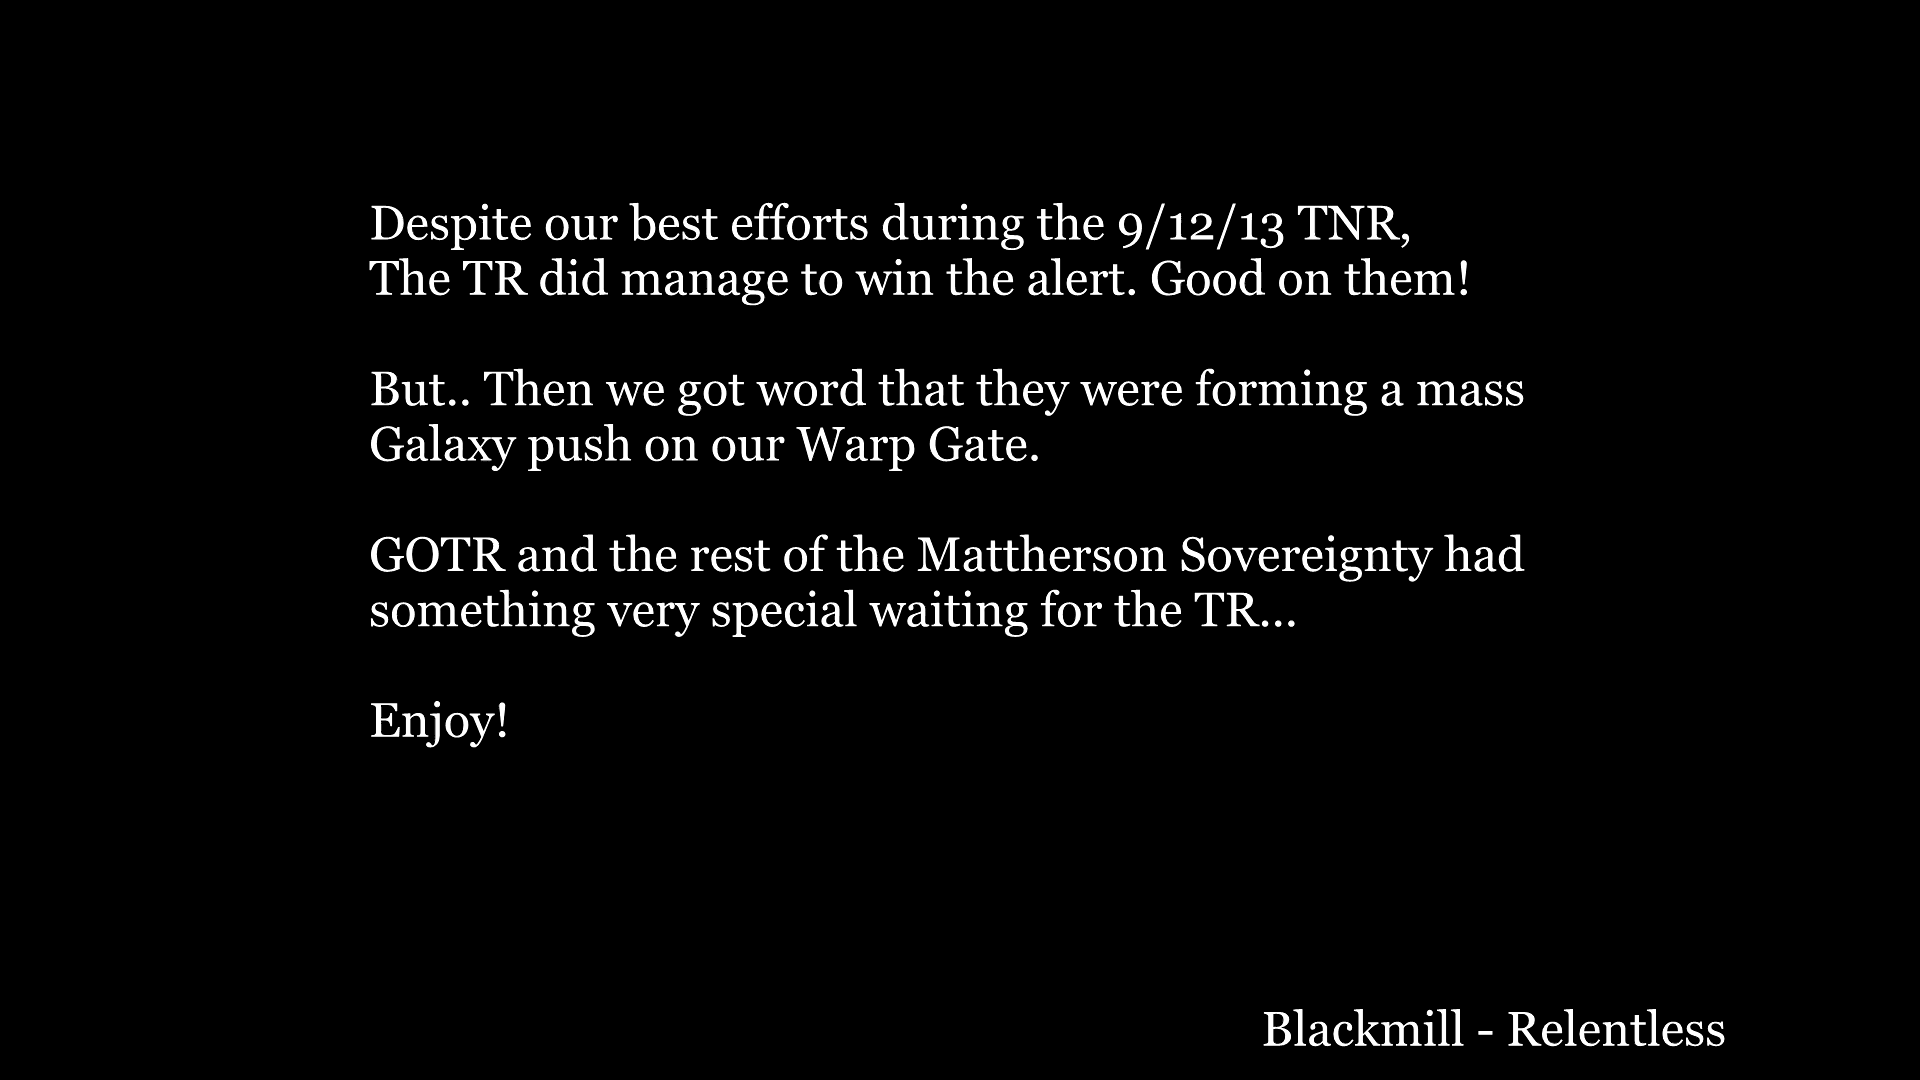 Despite our best efforts during the 9/12/13 TNR,
The TR did manage to win the alert. Good on them!
But.. Then we got word that they were forming a mass
Galaxy push on our Warp Gate.
GOTR and the rest of the Mattherson Sovereignty had
something very special waiting for the TR...
Enjoy!
Blackmill - Relentless